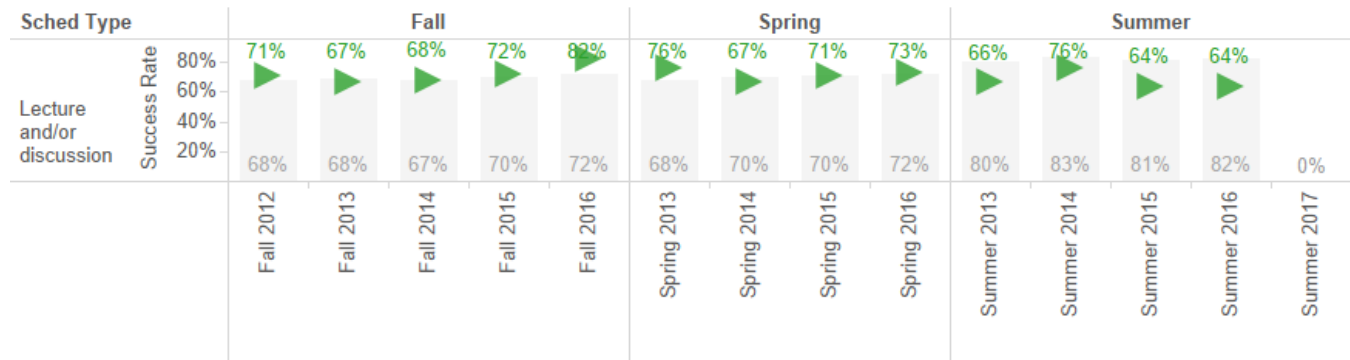 Sched Type Fall Spring Summer
71% 67% 68% 72% 82% 76% 67% 71% 73% 66% 76% 64% 64%
80%
60%
40%
20%
Success Rate
Lecture
and/or
discussion
68% 68% 67% 70% 72% 68% 70% 70% 72% 80% 83% 81% 82% 0%
Fall 2012
Fall 2013
Fall 2014
Fall 2015
Fall 2016
Spring 2013
Spring 2014
Spring 2015
Spring 2016
Summer 2013
Summer 2014
Summer 2015
Summer 2016
Summer 2017